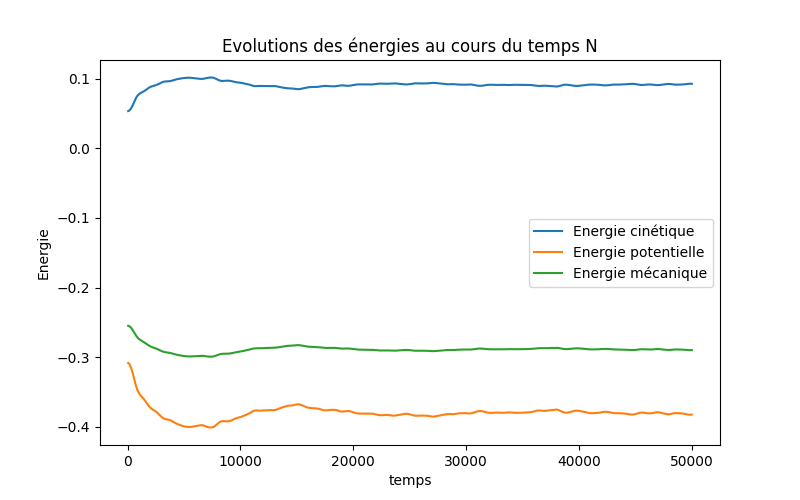 Evolutions des énergies au cours du temps N
0.1
0.0
−0.1
−0.2
−0.3
−0.4
Energie
Energie cinétique
Energie potentielle
Energie mécanique
0 10000 20000 30000 40000 50000
temps